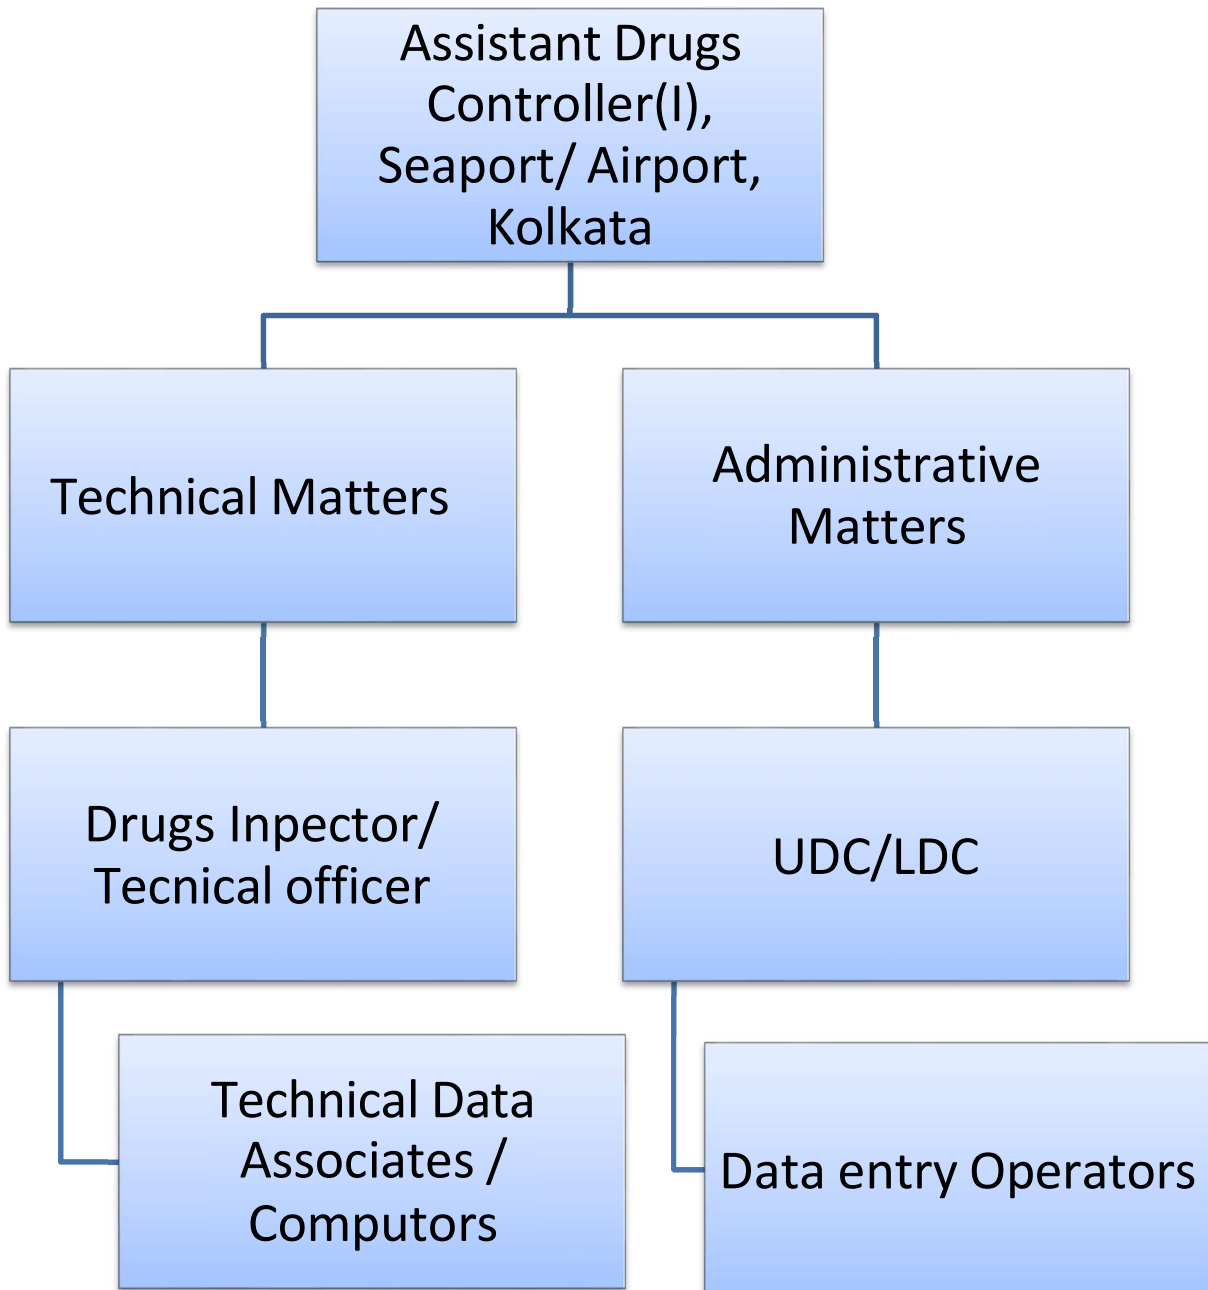 Assistant Drugs
Controller(I),
Seaport/ Airport,
Kolkata
Technical Matters
Administrative
Matters
Drugs Inpector/
Tecnical officer
UDC/LDC
Technical Data
Associates /
Computors
Data entry Operators